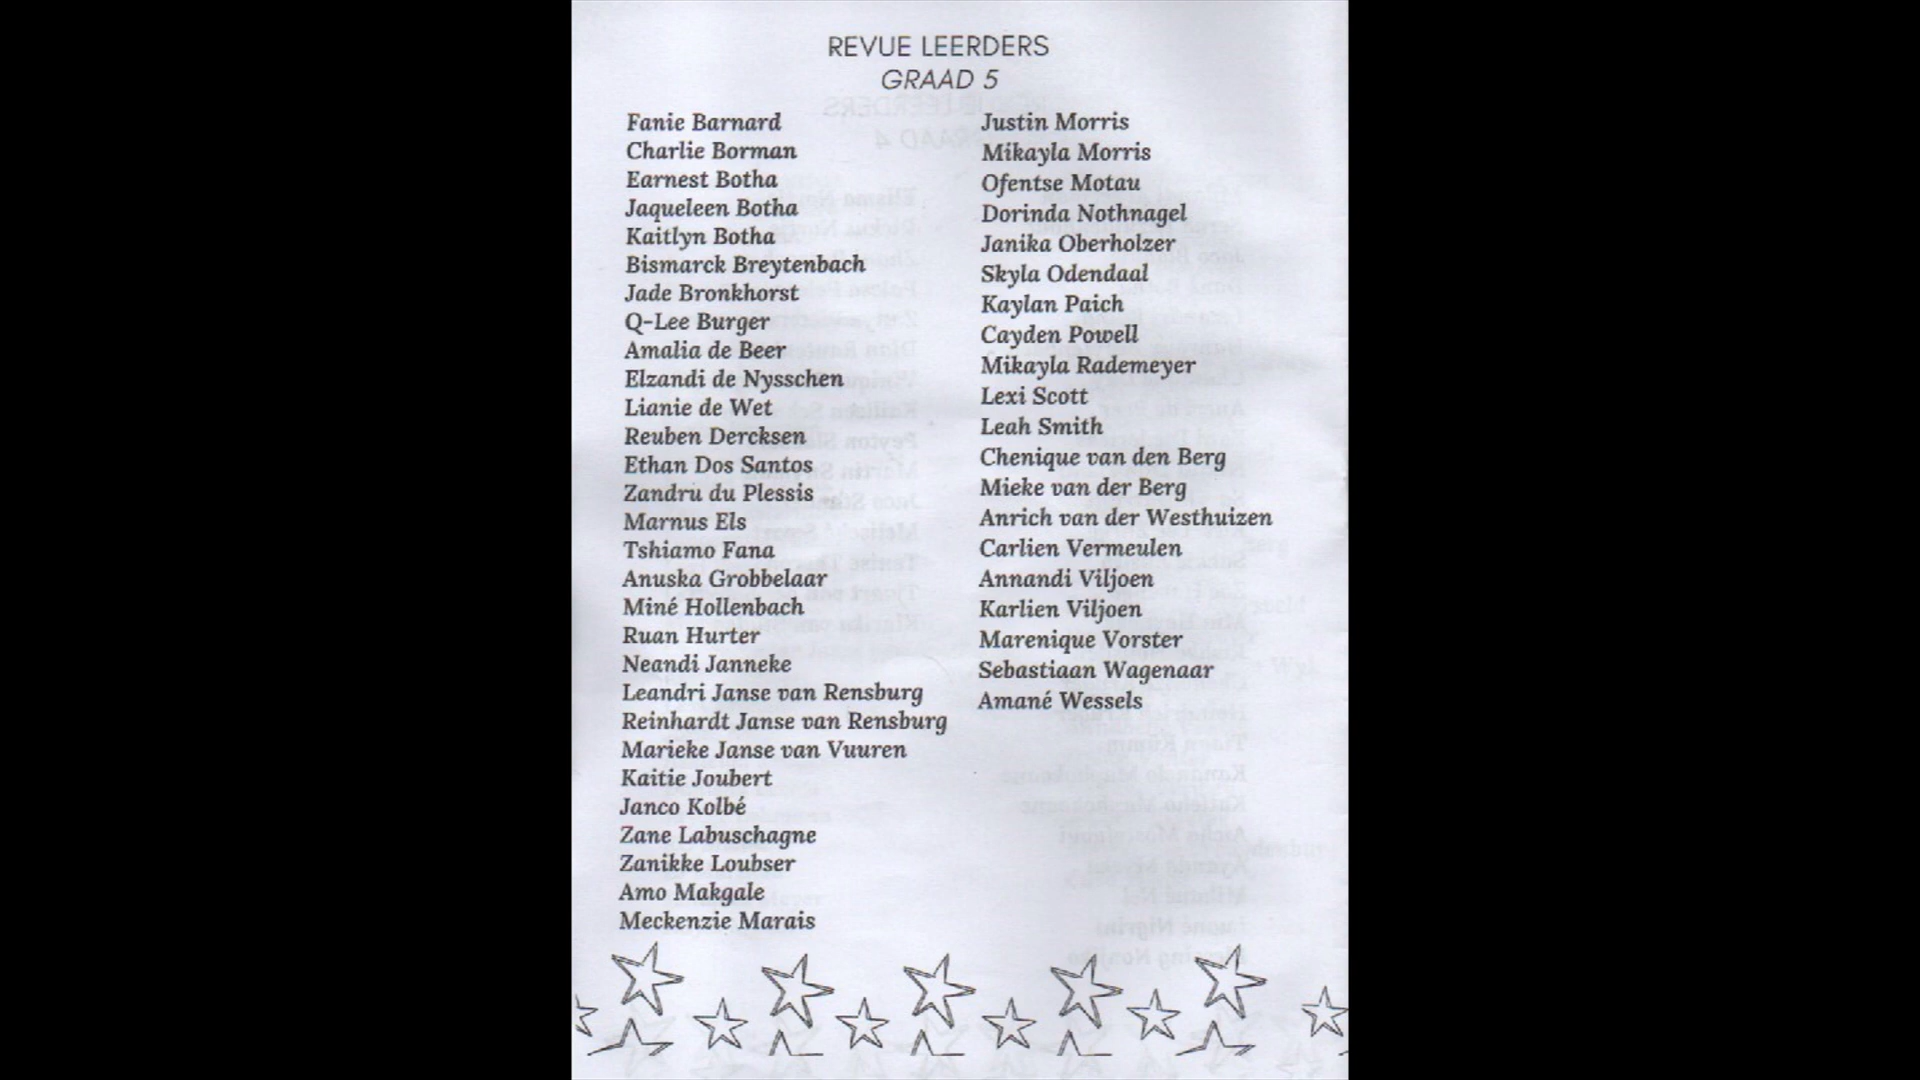 REVUE LEERDERS
GRAAD 5
Fanie Barnard
Charlie Borman
Earnest Botha
Jaqueleen Botha
Kaitlyn Botha
Bismarck Breytenbach
Jade Bronkhorst
Q-Lee Burger
Amalia de Beer
Elzandi de Nysschen
Lianie de Wet
Reuben Dercksen
Ethan Dos Santos
Zandru du Plessis
Marnus Els
Tshiamo Fana
Anuska Grobbelaar
Miné Hollenbach
Ruan Hurter
Neandi Janneke
Leandri Janse van Rensburg
Reinhardt Janse van Rensburg
Marieke Janse van Vuuren
Kaitie Joubert
Janco Kolbé
Zane Labuschagne
Zanikke Loubser
Amo Makgale
Meckenzie Marais
Justin Morris
Mikayla Morris
Ofentse Motau
Dorinda Nothnagel
Janika Oberholzer
Skyla Odendaal
Kaylan Paich
Cayden Powell
Mikayla Rademeyer
Lexi Scott
Leah Smith
Chenique van den Berg
Mieke van der Berg
Anrich van der Westhuizen
Carlien Vermeulen
Annandi Viljoen
Karlien Viljoen
Marenique Vorster
Sebastiaan Wagenaar
Amané Wessels